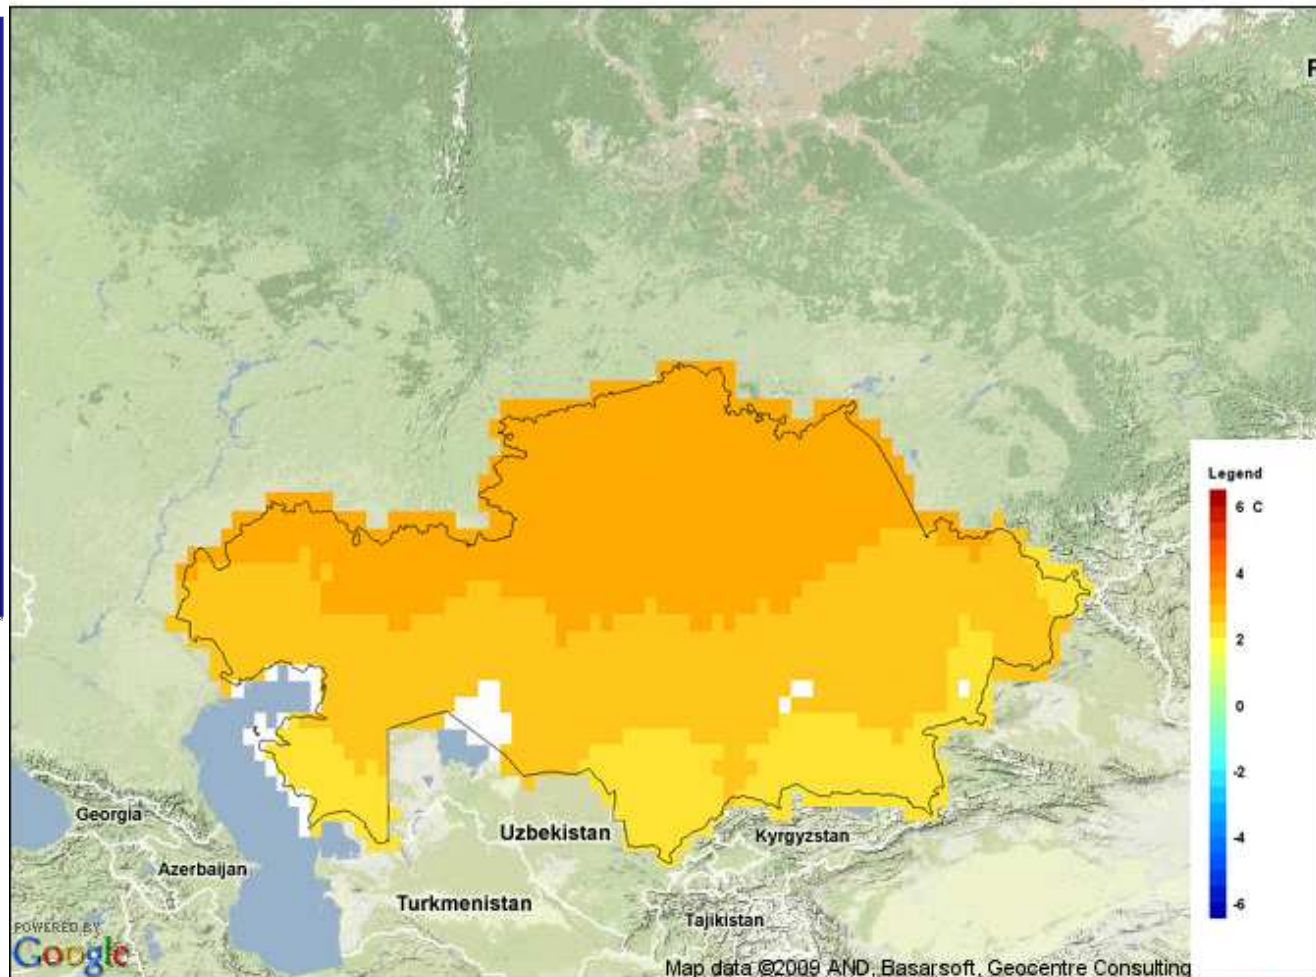 F
Legend
6 C
4
2
0
-2
-4
-6
Georgia
Azerbaijan
Uzbekistan
Kyrgyzstan
Turkmenistan
Tajikistan
POWERED BY
Google
Map data ©2009 AND, Basarsoft, Geocentre Consulting